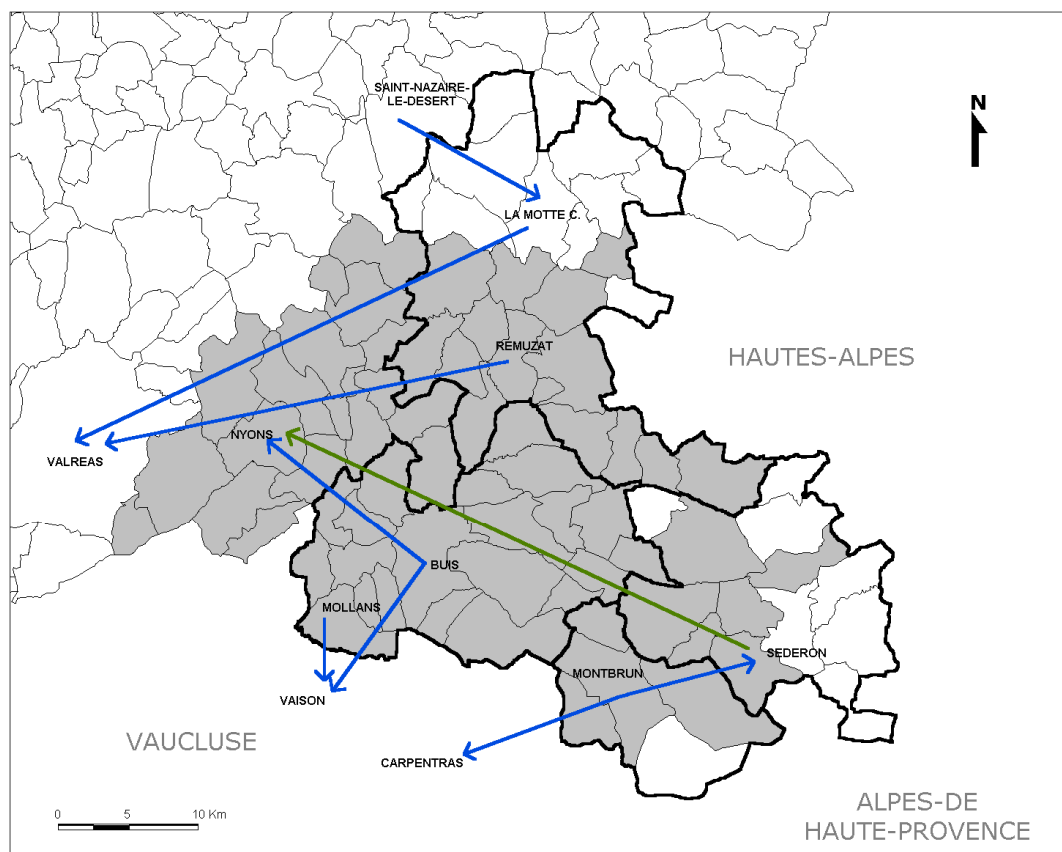 SAINT-NAZAIRE-
LE-DESERT
N
LA MOTTE C.
REMUZAT
HAUTES-ALPES
NYONS
VALREAS
BUIS
MOLLANS
SEDERON
MONTBRUN
VAISON
VAUCLUSE
CARPENTRAS
ALPES-DE
HAUTE-PROVENCE
0 5 10 Km